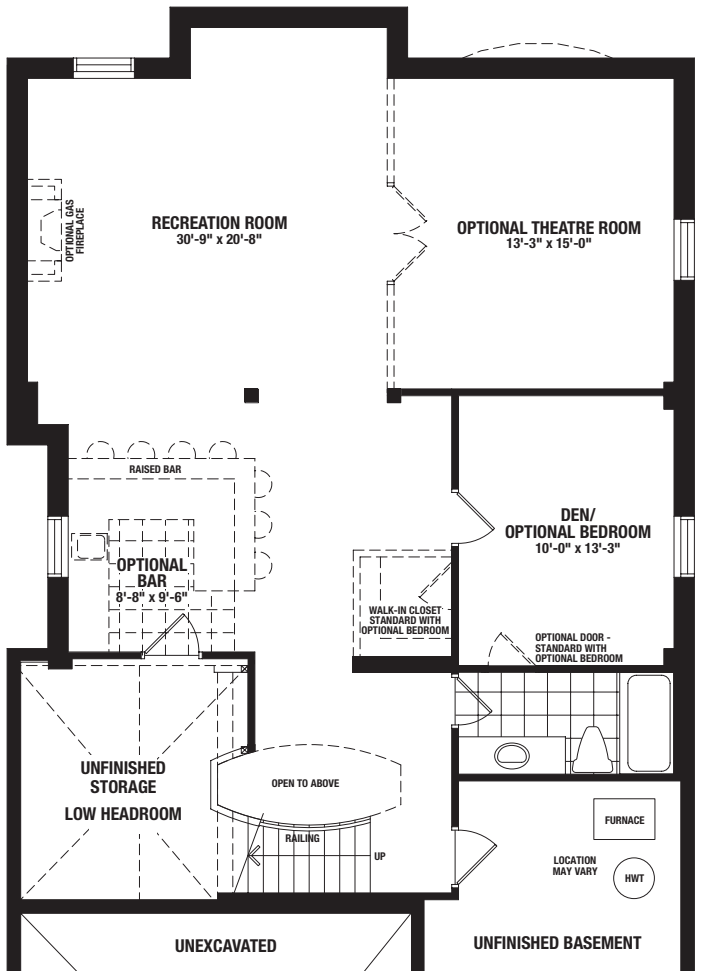 RECREATION ROOM
30'-9" x 20'-8"
OPTIONAL GAS
FIREPLACE
OPTIONAL THEATRE ROOM
13'-3" x 15'-0"
RAISED BAR
OPTIONAL
BAR
8'-8" x 9'-6"
DEN/
OPTIONAL BEDROOM
10'-0" x 13'-3"
WALK-IN CLOSET
STANDARD WITH
OPTIONAL BEDROOM
OPTIONAL DOOR -
STANDARD WITH
OPTIONAL BEDROOM
UNFINISHED
STORAGE
LOW HEADROOM
OPEN TO ABOVE
RAILING
UP
FURNACE
LOCATION
MAY VARY
HWT
UNEXCAVATED
UNFINISHED BASEMENT